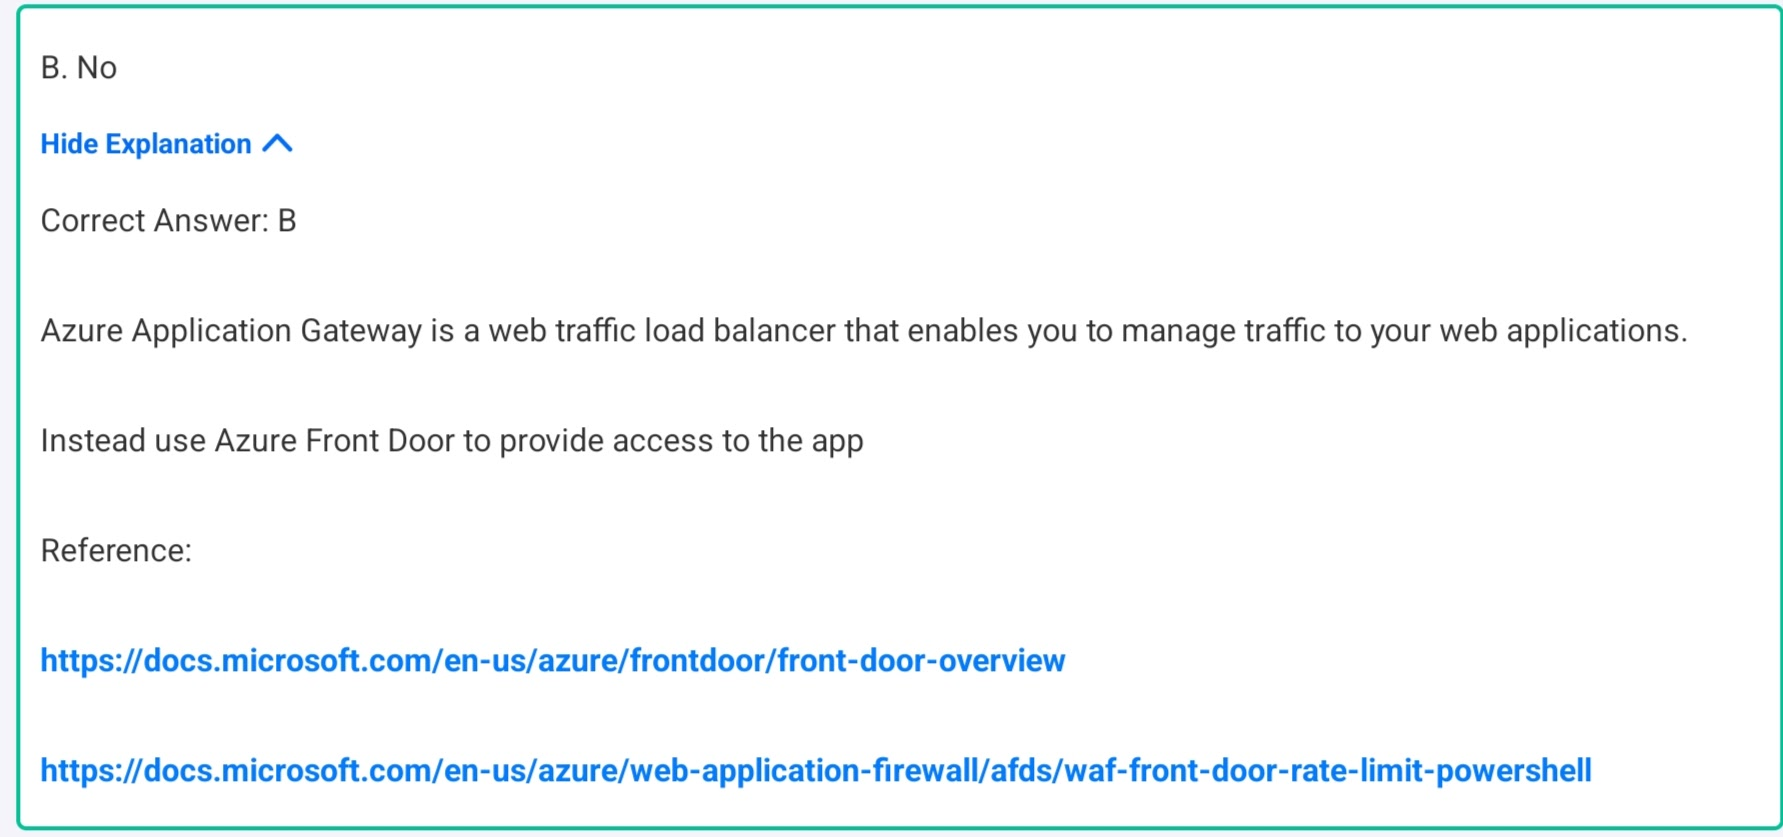 B. No
Hide Explanation
Correct Answer: B
Azure Application Gateway is a web traffic load balancer that enables you to manage traffic to your web applications.
Instead use Azure Front Door to provide access to the app
Reference:
https://docs.microsoft.com/en-us/azure/frontdoor/front-door-overview
https://docs.microsoft.com/en-us/azure/web-application-firewall/afds/waf-front-door-rate-limit-powershell